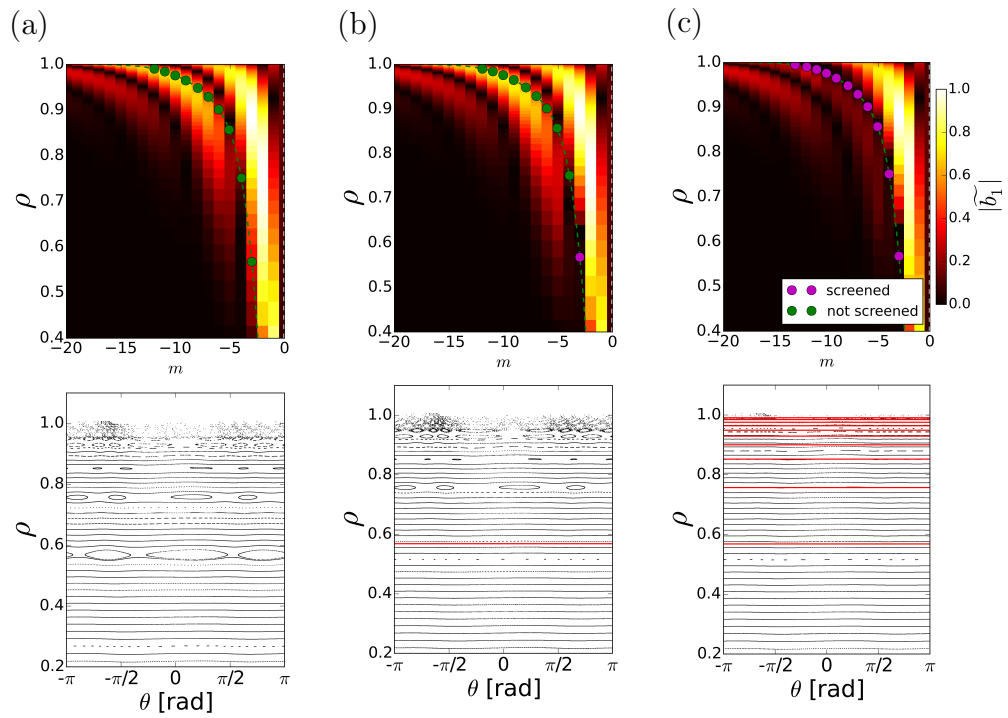 (a) (b) (c)
1.0 1.0 1.0
0.9 0.9 0.9
0.8 0.8 0.8
0.7 0.7 0.7
0.6 0.6 0.6
0.5 0.5 0.5
0.4 0.4 0.4
ρ ρ ρ
−20 −15 −10 −5 0 −20 −15 −10 −5 0 −20 −15 −10 −5 0
m m m
screened
not screened
1.0
0.8
0.6
0.4
0.2
0.0
|b̃₁|
1.0 1.0 1.0
0.8 0.8 0.8
0.6 0.6 0.6
0.4 0.4 0.4
0.2 0.2 0.2
ρ ρ ρ
-π -π/2 0 π/2 π -π -π/2 0 π/2 π -π -π/2 0 π/2 π
θ [rad] θ [rad] θ [rad]